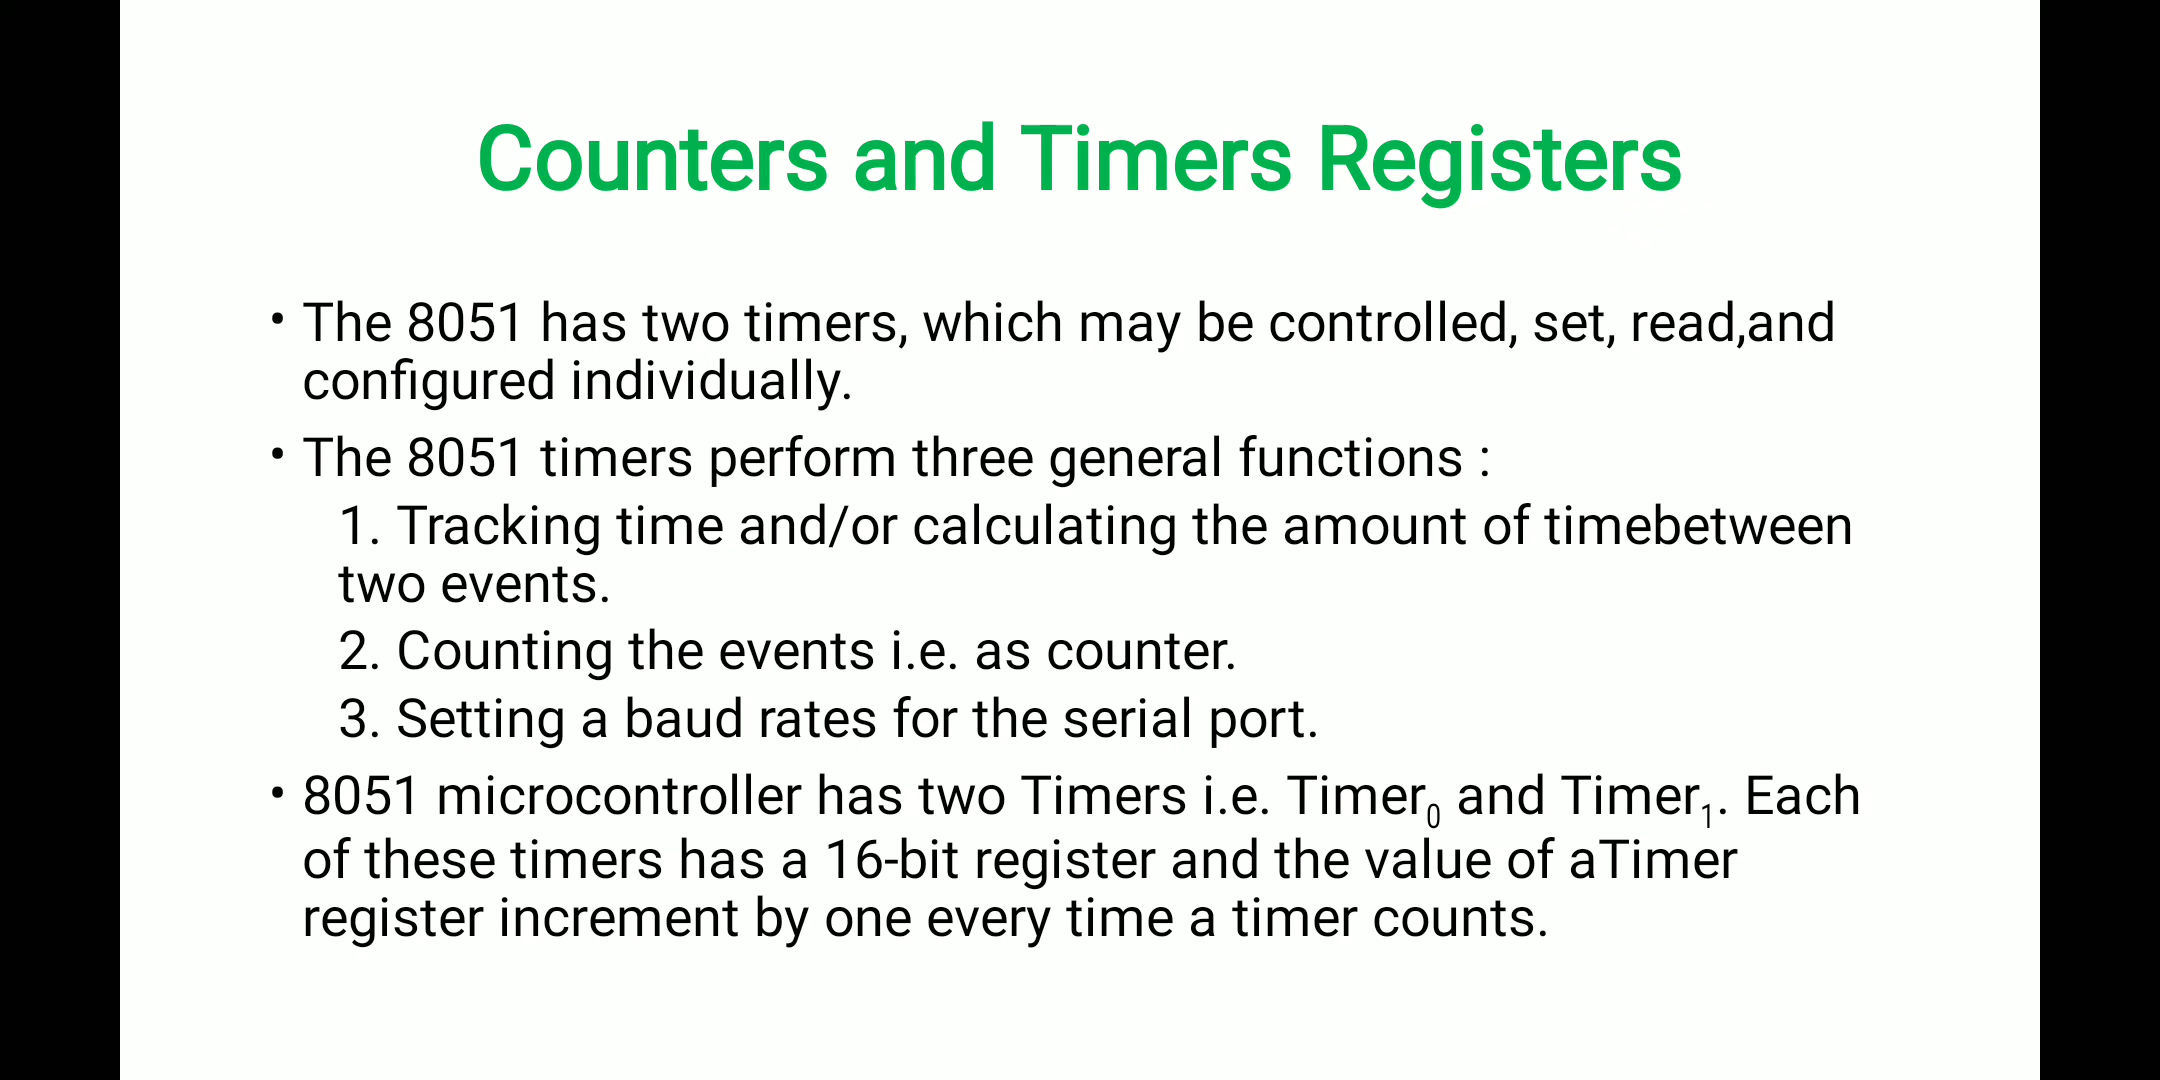 Counters and Timers Registers
• The 8051 has two timers, which may be controlled, set, read,and
configured individually.
• The 8051 timers perform three general functions :
1. Tracking time and/or calculating the amount of timebetween
two events.
2. Counting the events i.e. as counter.
3. Setting a baud rates for the serial port.
• 8051 microcontroller has two Timers i.e. Timer₀ and Timer₁. Each
of these timers has a 16-bit register and the value of aTimer
register increment by one every time a timer counts.